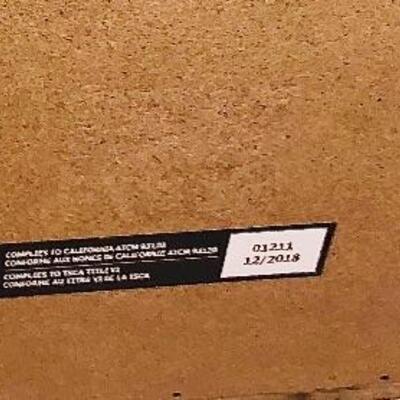 COMPLIES TO CALIFORNIA ATCM 93120
CONFORME AUX NORMES DE CALIFORNIE ATCM 93120
COMPLIES TO TSCA TITLE VI
CONFORME AU TITRE VI DE LA TSCA
01211
12/2018